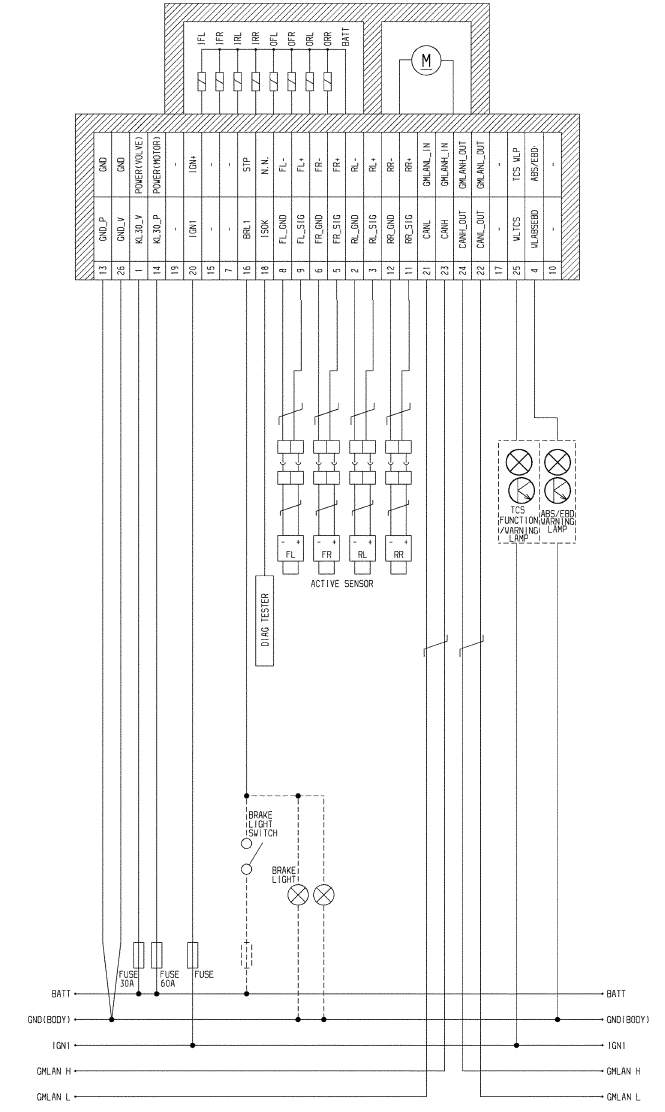 IFL
IFR
IRL
IRR
OFL
OFR
ORL
ORR
BATT
M
GND
GND
POWER(VOLVE)
POWER(MOTOR)
-
IGN+
-
-
STP
N.N.
FL-
FL+
FR-
FR+
RL-
RL+
RR-
RR+
GMLANL_IN
GMLANH_IN
GMLANH_OUT
GMLANL_OUT
-
TCS WLP
ABS/EBD
-
GND_P
GND_V
KL30_V
KL30_P
-
IGN1
-
-
BRL1
ISOK
FL_GND
FL_SIG
FR_GND
FR_SIG
RL_GND
RL_SIG
RR_GND
RR_SIG
CANL
CANH
CANH_OUT
CANL_OUT
-
WLTCS
WLABSEBD
-
13
26
1
14
19
20
15
7
16
18
8
9
6
5
2
3
12
11
21
23
24
22
17
25
4
10
- +
FL
- +
FR
- +
RL
- +
RR
ACTIVE SENSOR
TCS
FUNCTION
/WARNING
LAMP
ABS/EBD
WARNING
LAMP
DIAG TESTER
BRAKE
LIGHT
SWITCH
BRAKE
LIGHT
FUSE
30A
FUSE
60A
FUSE
BATT
BATT
GND(BODY)
GND(BODY)
IGN1
IGN1
GMLAN H
GMLAN H
GMLAN L
GMLAN L